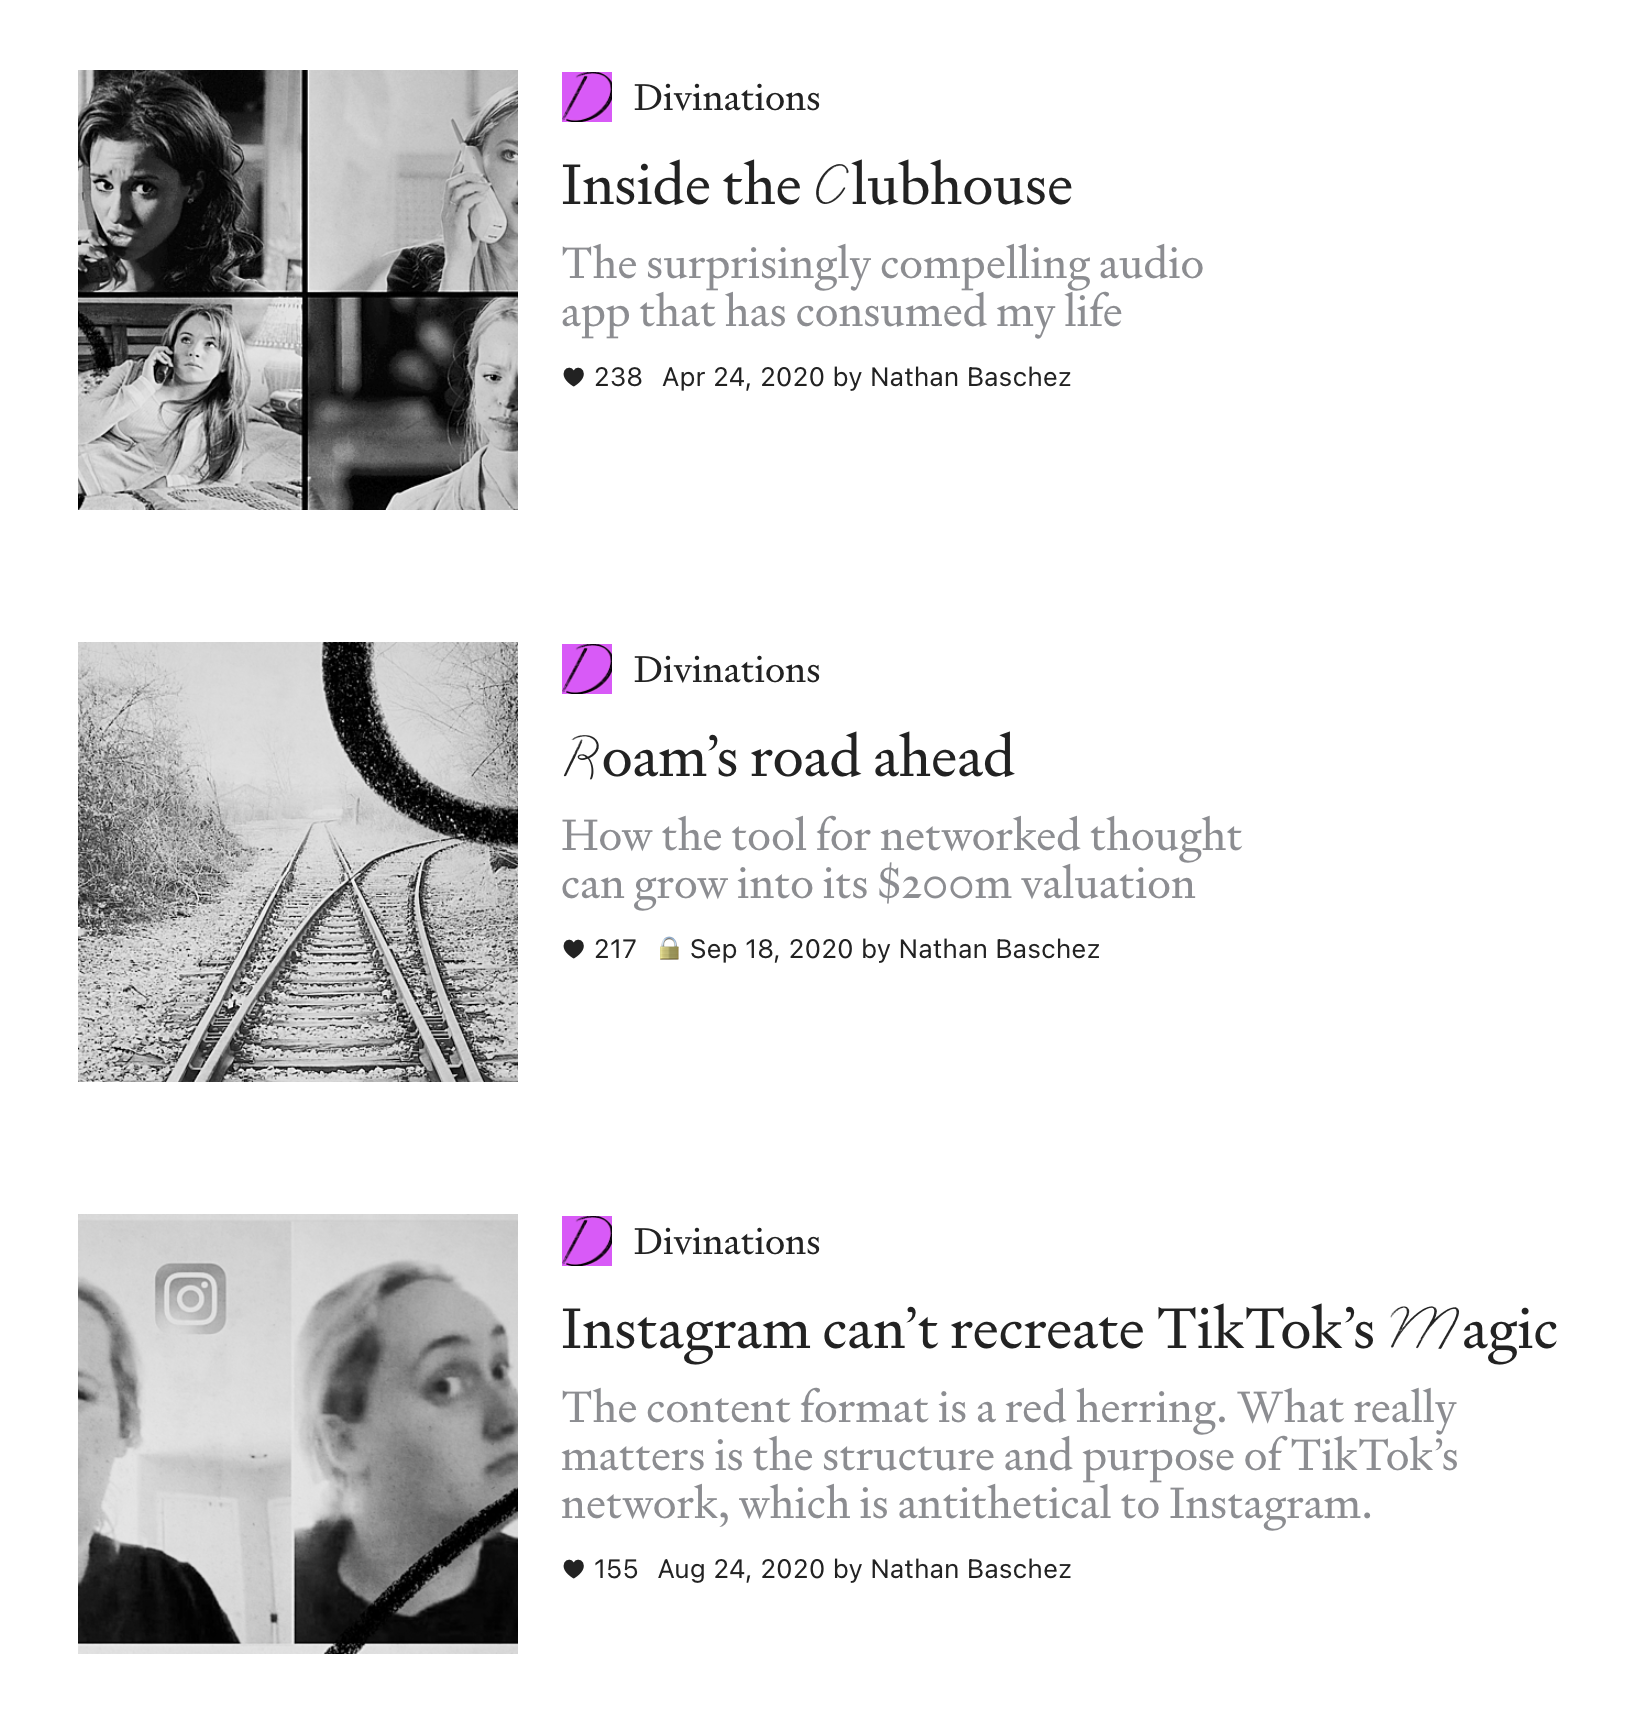 D Divinations
Inside the Clubhouse
The surprisingly compelling audio
app that has consumed my life
♥ 238 Apr 24, 2020 by Nathan Baschez
D Divinations
Roam’s road ahead
How the tool for networked thought
can grow into its $200m valuation
♥ 217 🔒 Sep 18, 2020 by Nathan Baschez
D Divinations
Instagram can’t recreate TikTok’s Magic
The content format is a red herring. What really
matters is the structure and purpose of TikTok’s
network, which is antithetical to Instagram.
♥ 155 Aug 24, 2020 by Nathan Baschez